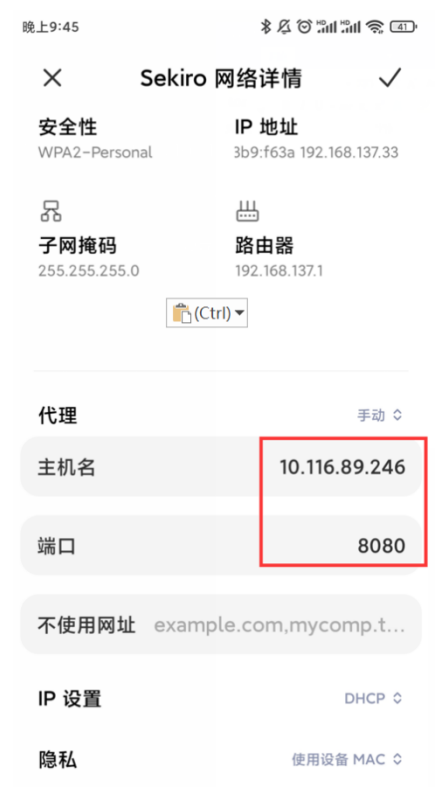 晚上9:45
41
Sekiro 网络详情
安全性
IP 地址
WPA2-Personal
3b9:f63a 192.168.137.33
子网掩码
路由器
255.255.255.0
192.168.137.1
(Ctrl)
代理
手动
主机名
10.116.89.246
端口
8080
不使用网址
example.com,mycomp.t...
IP 设置
DHCP
隐私
使用设备 MAC